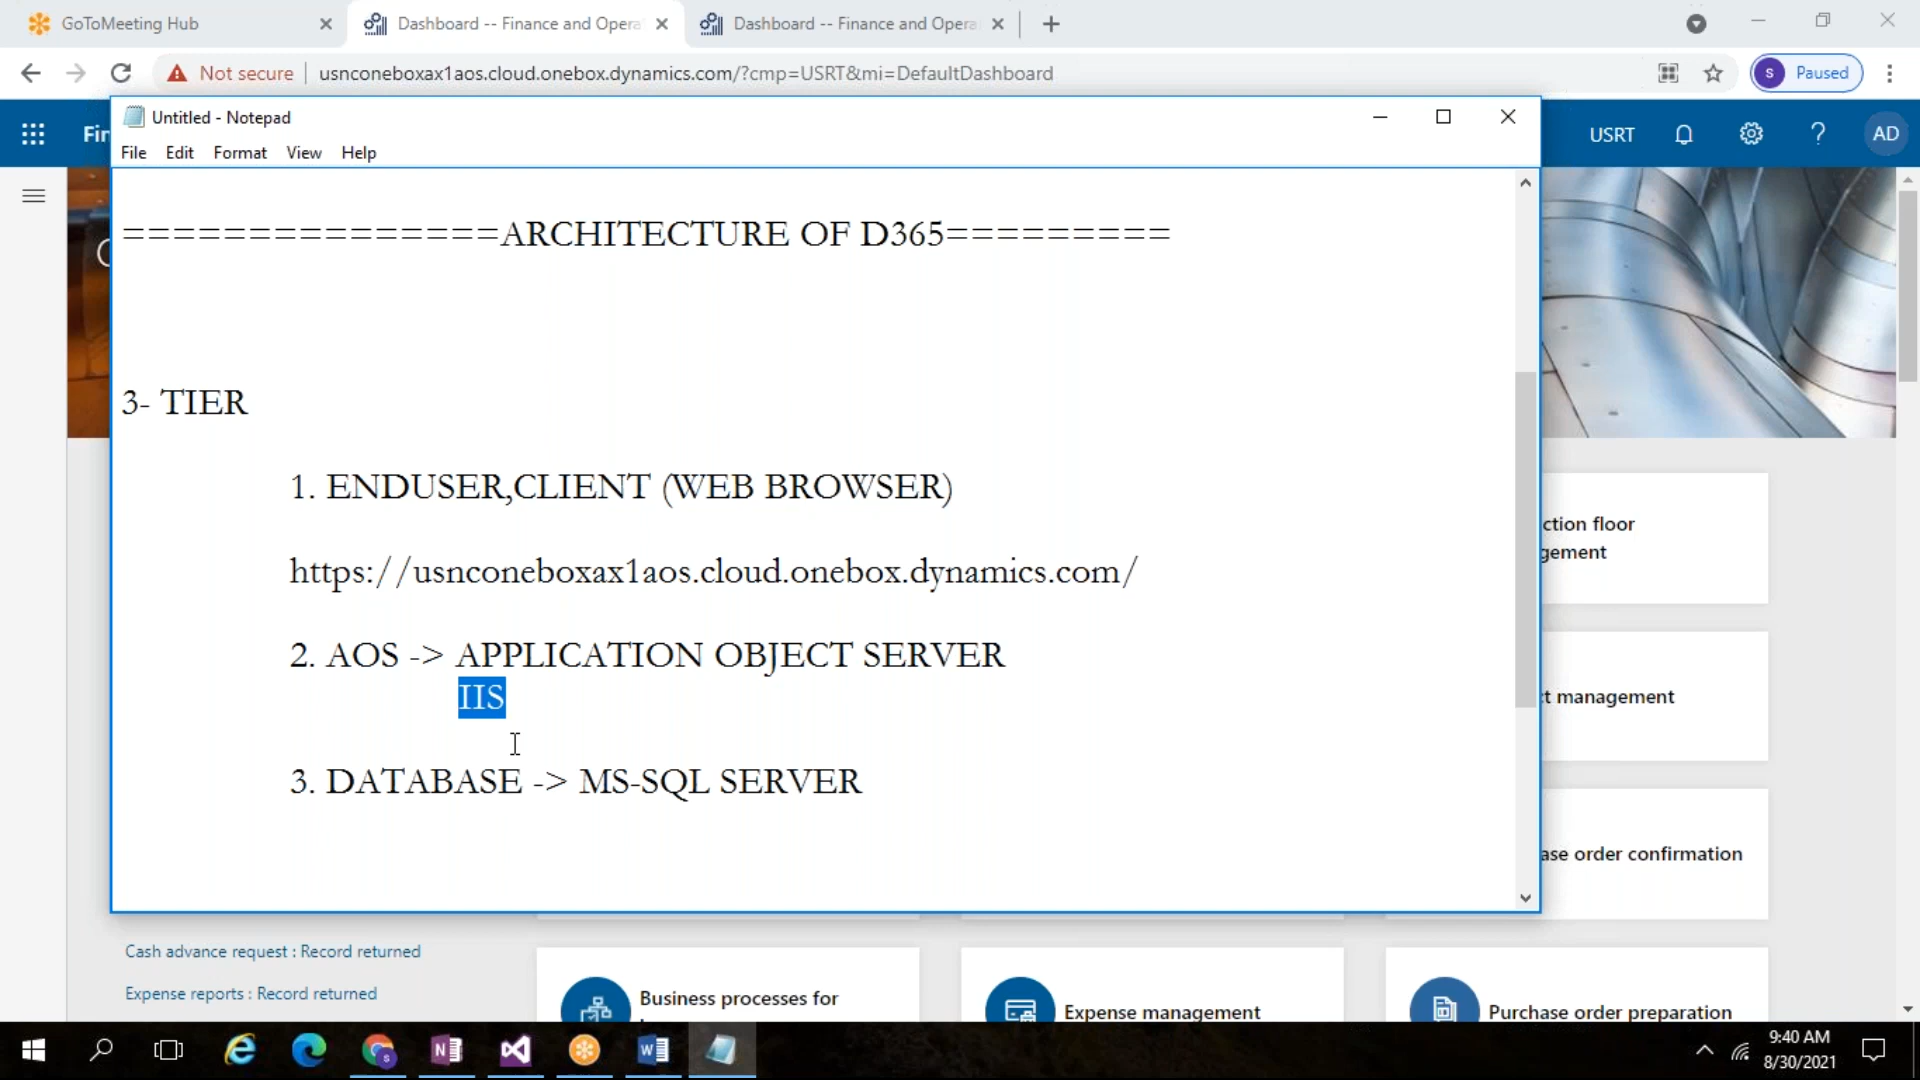 GoToMeeting Hub
Dashboard -- Finance and Opera
Dashboard -- Finance and Opera
Not secure
usnconeboxax1aos.cloud.onebox.dynamics.com/?cmp=USRT&mi=DefaultDashboard
S
Paused
Fin
USRT
?
AD
Untitled - Notepad
File Edit Format View Help
===============ARCHITECTURE OF D365=========
3- TIER
1. ENDUSER,CLIENT (WEB BROWSER)
https://usnconeboxax1aos.cloud.onebox.dynamics.com/
2. AOS -> APPLICATION OBJECT SERVER
IIS
3. DATABASE -> MS-SQL SERVER
ction floor
gement
ct management
ase order confirmation
Cash advance request : Record returned
Expense reports : Record returned
Business processes for
Expense management
Purchase order preparation
9:40 AM
8/30/2021